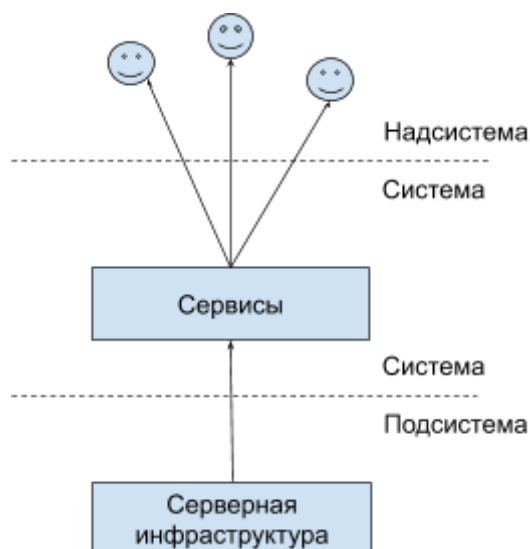 Надсистема
Система
Сервисы
Система
Подсистема
Серверная
инфраструктура